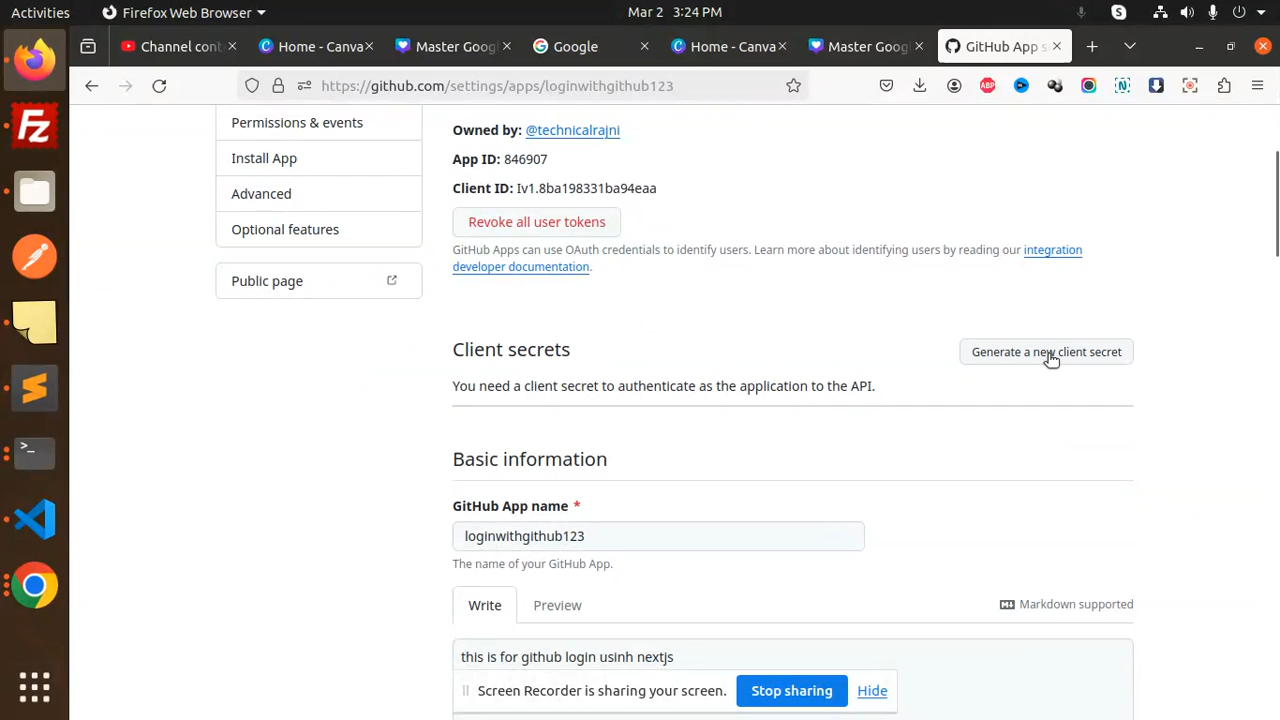 Activities
Firefox Web Browser
Mar 2 3:24 PM
Channel cont
Home - Canva
Master Goog
Google
Home - Canva
Master Goog
GitHub App s
https://github.com/settings/apps/loginwithgithub123
Permissions & events
Install App
Advanced
Optional features
Public page
Owned by: @technicalrajni
App ID: 846907
Client ID: Iv1.8ba198331ba94eaa
Revoke all user tokens
GitHub Apps can use OAuth credentials to identify users. Learn more about identifying users by reading our integration
developer documentation.
Client secrets
Generate a new client secret
You need a client secret to authenticate as the application to the API.
Basic information
GitHub App name *
loginwithgithub123
The name of your GitHub App.
Write
Preview
Markdown supported
this is for github login usinh nextjs
Screen Recorder is sharing your screen.
Stop sharing
Hide